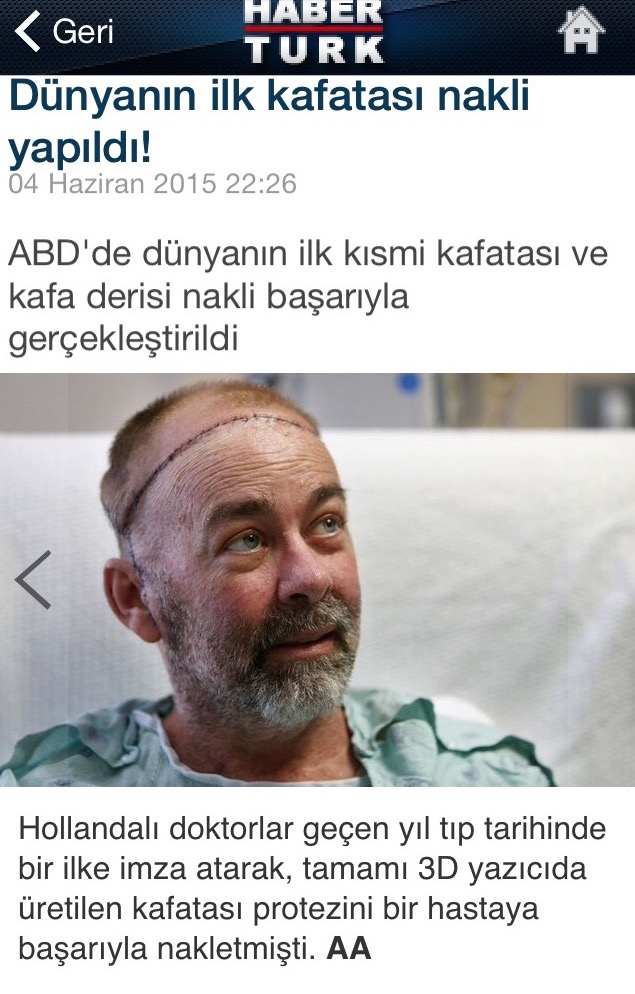 Geri
HABER
TURK
Dünyanın ilk kafatası nakli
yapıldı!
04 Haziran 2015 22:26
ABD'de dünyanın ilk kısmi kafatası ve
kafa derisi nakli başarıyla
gerçekleştirildi
Hollandalı doktorlar geçen yıl tıp tarihinde
bir ilke imza atarak, tamamı 3D yazıcıda
üretilen kafatası protezini bir hastaya
başarıyla nakletmişti. AA